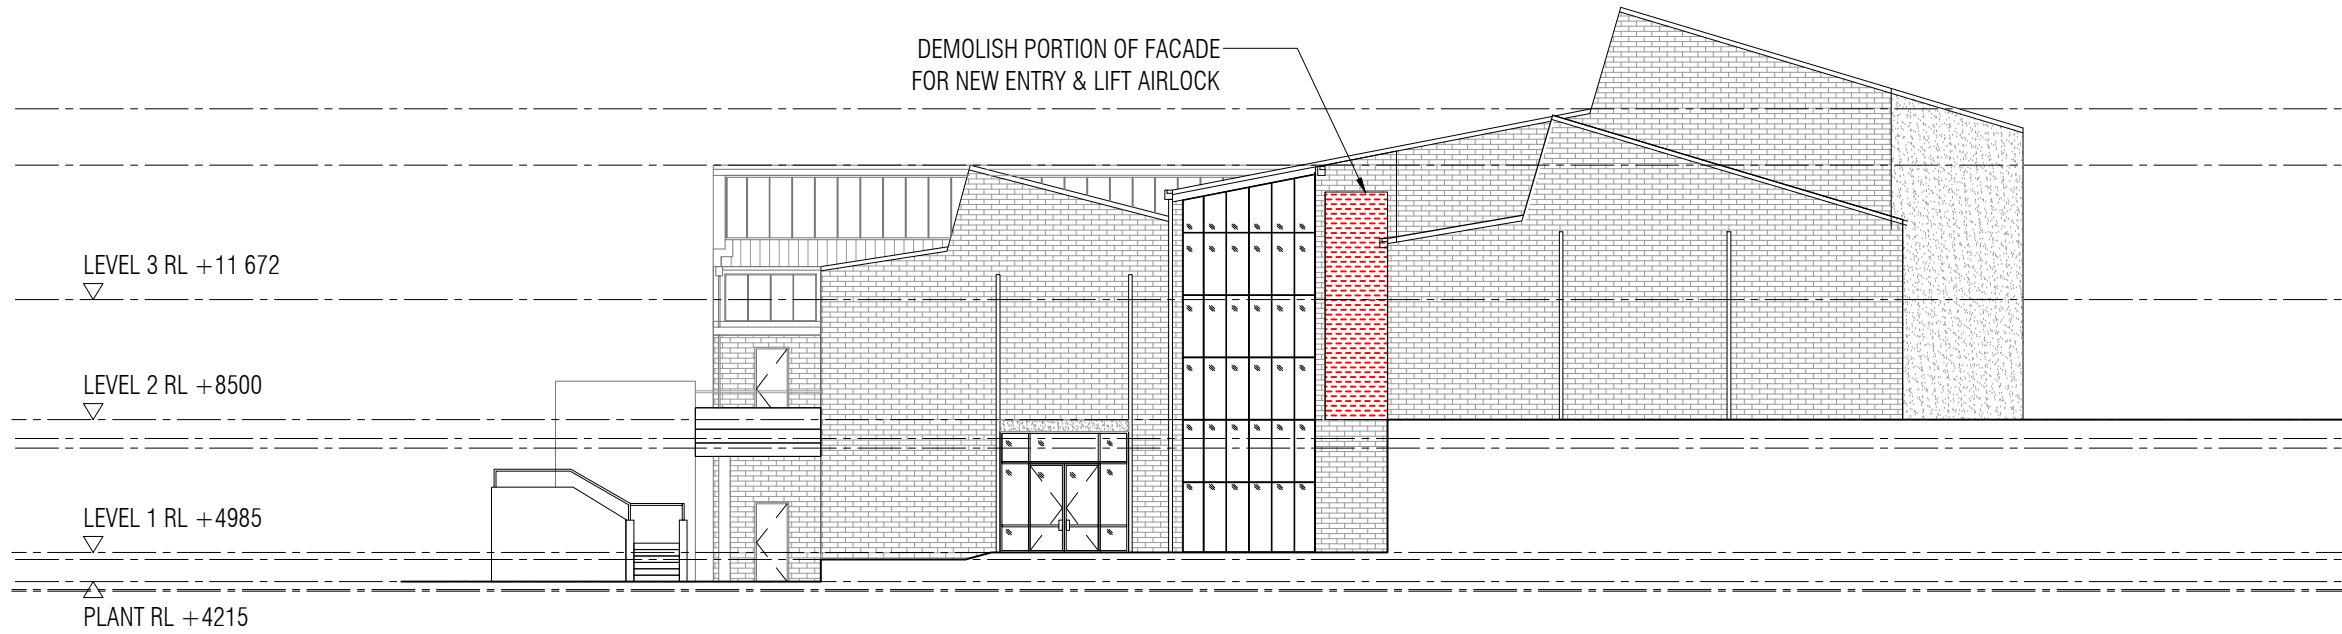 DEMOLISH PORTION OF FACADE
FOR NEW ENTRY & LIFT AIRLOCK
LEVEL 3 RL +11 672
LEVEL 2 RL +8500
LEVEL 1 RL +4985
PLANT RL +4215